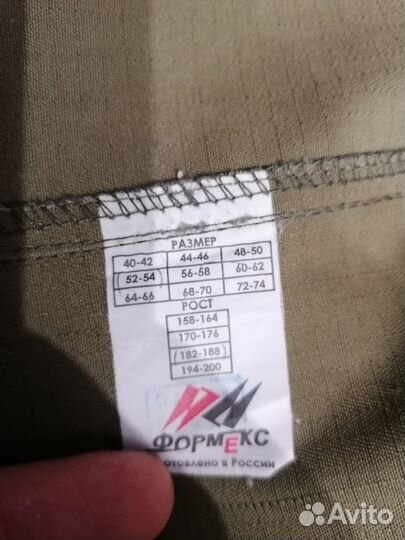 РАЗМЕР
40-42 44-46 48-50
52-54 56-58 60-62
64-66 68-70 72-74
РОСТ
158-164
170-176
182-188
194-200
ФОРМЕКС
готовлено в России
Avito